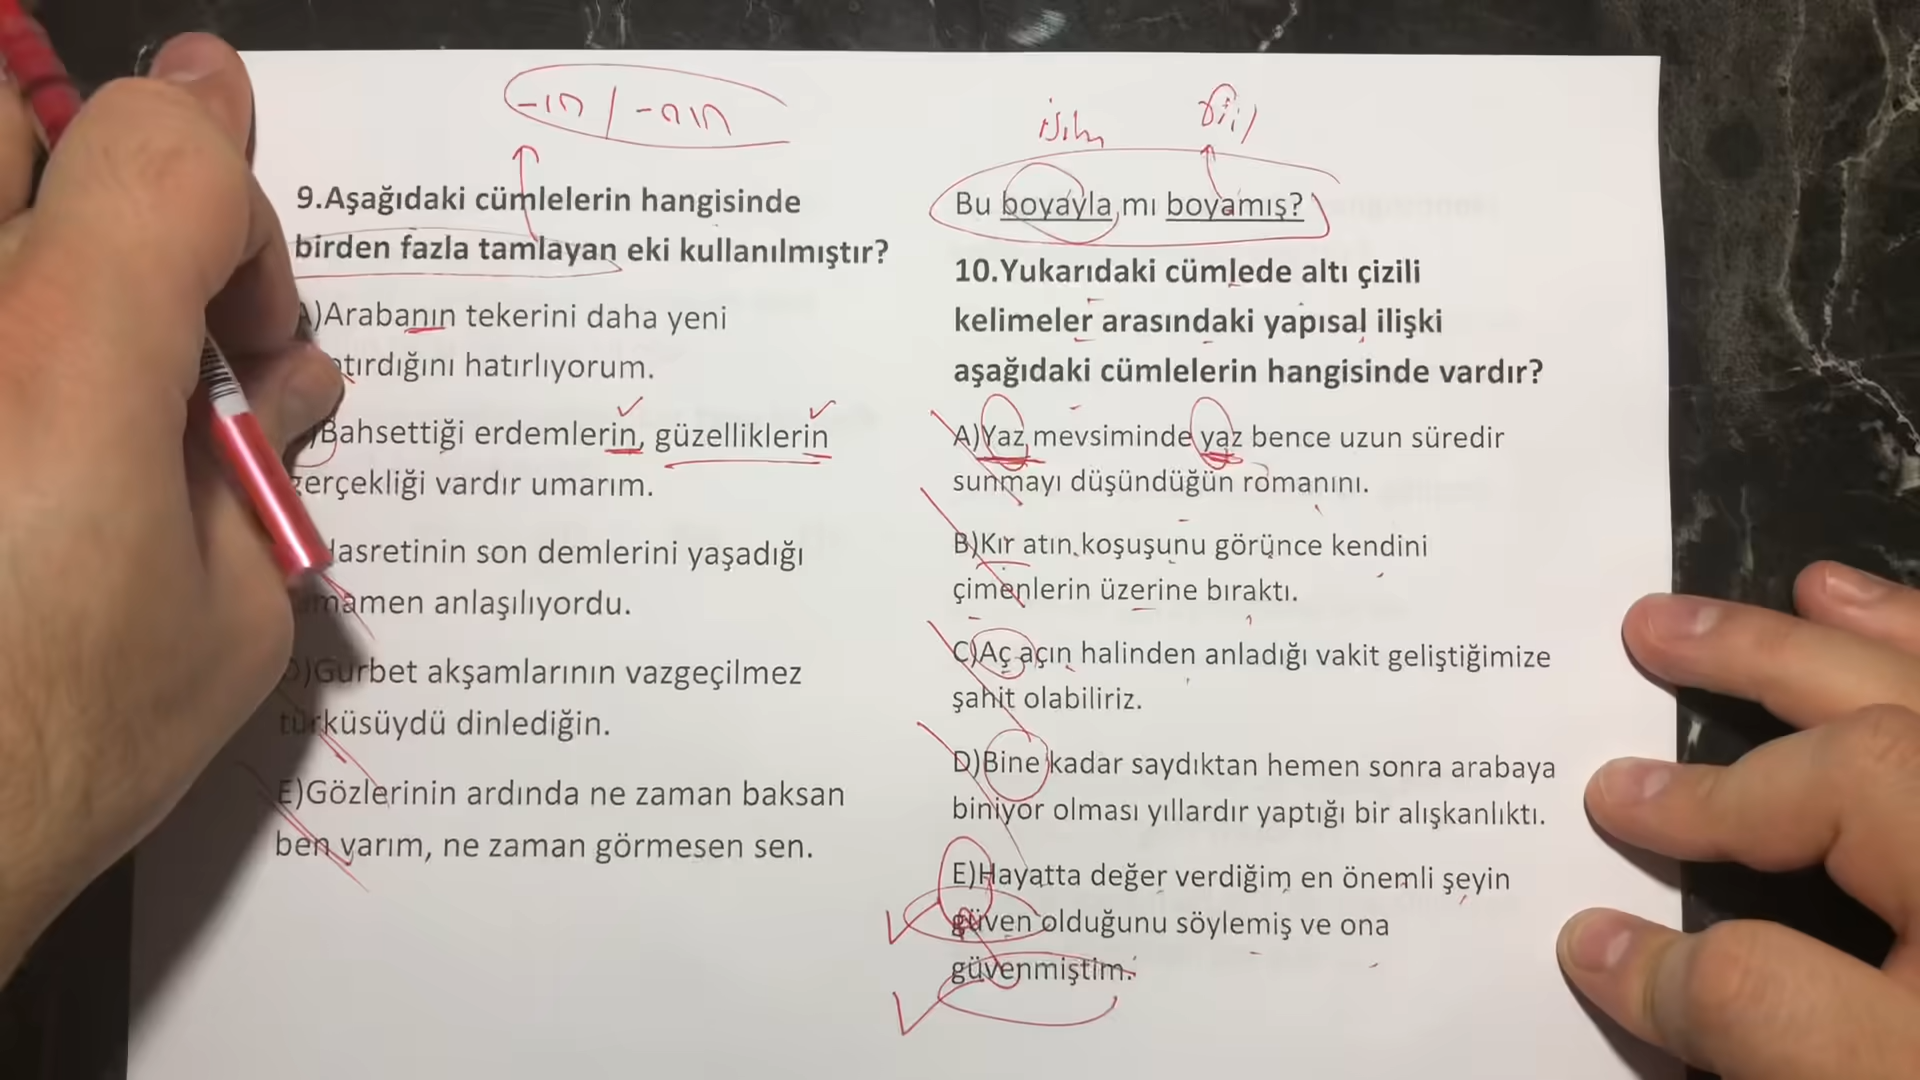 -ın / -nın
9.Aşağıdaki cümlelerin hangisinde
birden fazla tamlayan eki kullanılmıştır?
A)Arabanın tekerini daha yeni
tırdığını hatırlıyorum.
)Bahsettiği erdemlerin, güzelliklerin
gerçekliği vardır umarım.
asretinin son demlerini yaşadığı
mamen anlaşılıyordu.
D)Gurbet akşamlarının vazgeçilmez
türküsüydü dinlediğin.
E)Gözlerinin ardında ne zaman baksan
ben yarım, ne zaman görmesen sen.
isim
fiil
Bu boyayla mı boyamış?
10.Yukarıdaki cümlede altı çizili
kelimeler arasındaki yapısal ilişki
aşağıdaki cümlelerin hangisinde vardır?
A)Yaz mevsiminde yaz bence uzun süredir
sunmayı düşündüğün romanını.
B)Kır atın koşuşunu görünce kendini
çimenlerin üzerine bıraktı.
C)Aç açın halinden anladığı vakit geliştiğimize
şahit olabiliriz.
D)Bine kadar saydıktan hemen sonra arabaya
biniyor olması yıllardır yaptığı bir alışkanlıktı.
E)Hayatta değer verdiğim en önemli şeyin
güven olduğunu söylemiş ve ona
güvenmiştim.